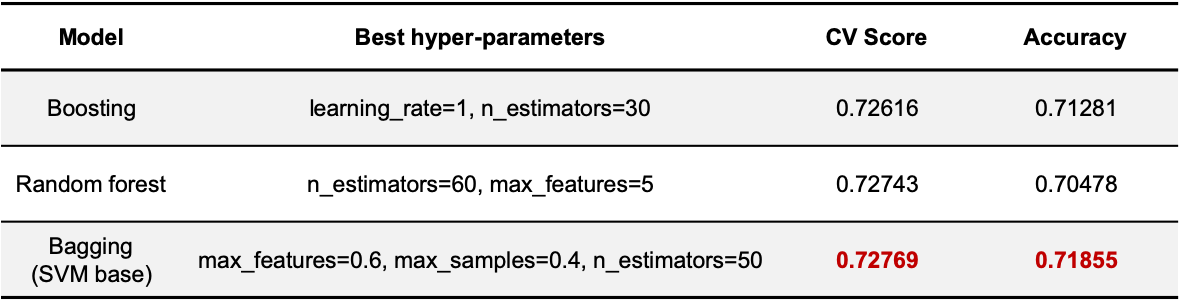 Model Best hyper-parameters CV Score Accuracy
Boosting learning_rate=1, n_estimators=30 0.72616 0.71281
Random forest n_estimators=60, max_features=5 0.72743 0.70478
Bagging
(SVM base) max_features=0.6, max_samples=0.4, n_estimators=50 0.72769 0.71855